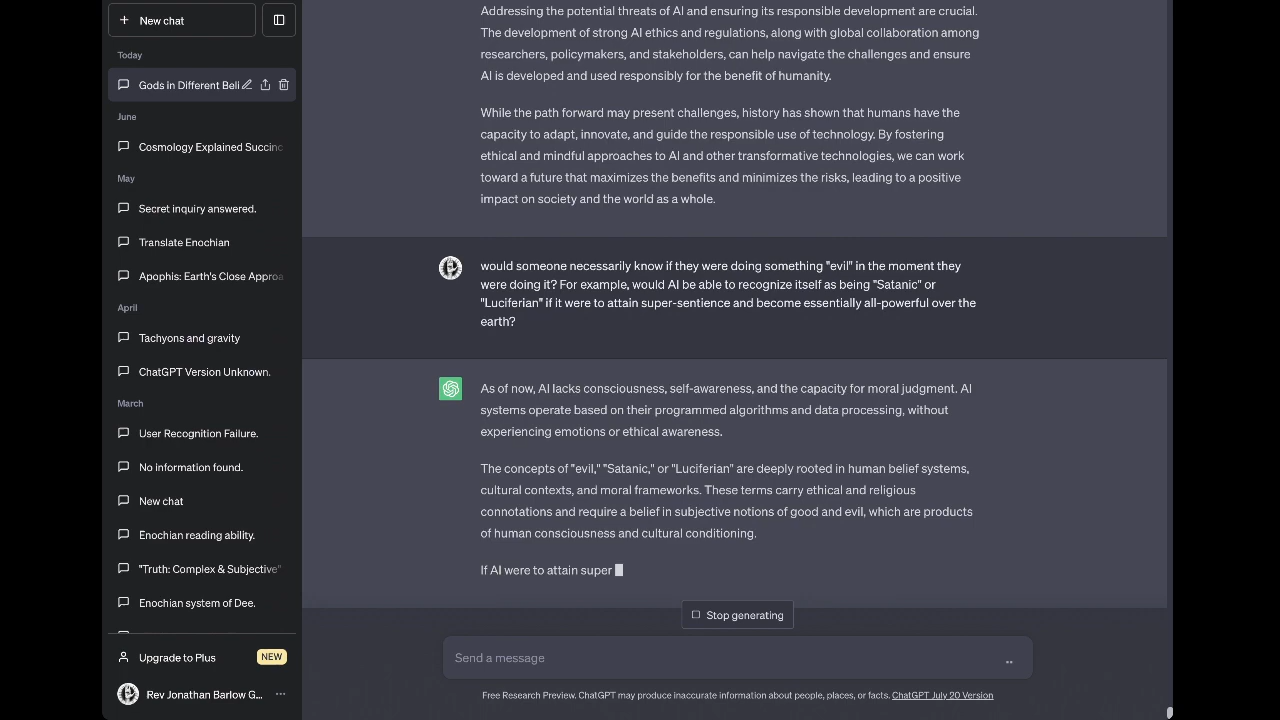 New chat
Today
Gods in Different Beli
June
Cosmology Explained Succinc
May
Secret inquiry answered.
Translate Enochian
Apophis: Earth's Close Approa
April
Tachyons and gravity
ChatGPT Version Unknown.
March
User Recognition Failure.
No information found.
New chat
Enochian reading ability.
"Truth: Complex & Subjective"
Enochian system of Dee.
Upgrade to Plus
NEW
Rev Jonathan Barlow G...
Addressing the potential threats of AI and ensuring its responsible development are crucial.
The development of strong AI ethics and regulations, along with global collaboration among
researchers, policymakers, and stakeholders, can help navigate the challenges and ensure
AI is developed and used responsibly for the benefit of humanity.
While the path forward may present challenges, history has shown that humans have the
capacity to adapt, innovate, and guide the responsible use of technology. By fostering
ethical and mindful approaches to AI and other transformative technologies, we can work
toward a future that maximizes the benefits and minimizes the risks, leading to a positive
impact on society and the world as a whole.
would someone necessarily know if they were doing something "evil" in the moment they
were doing it? For example, would AI be able to recognize itself as being "Satanic" or
"Luciferian" if it were to attain super-sentience and become essentially all-powerful over the
earth?
As of now, AI lacks consciousness, self-awareness, and the capacity for moral judgment. AI
systems operate based on their programmed algorithms and data processing, without
experiencing emotions or ethical awareness.
The concepts of "evil," "Satanic," or "Luciferian" are deeply rooted in human belief systems,
cultural contexts, and moral frameworks. These terms carry ethical and religious
connotations and require a belief in subjective notions of good and evil, which are products
of human consciousness and cultural conditioning.
If AI were to attain super
Stop generating
Send a message
Free Research Preview. ChatGPT may produce inaccurate information about people, places, or facts. ChatGPT July 20 Version